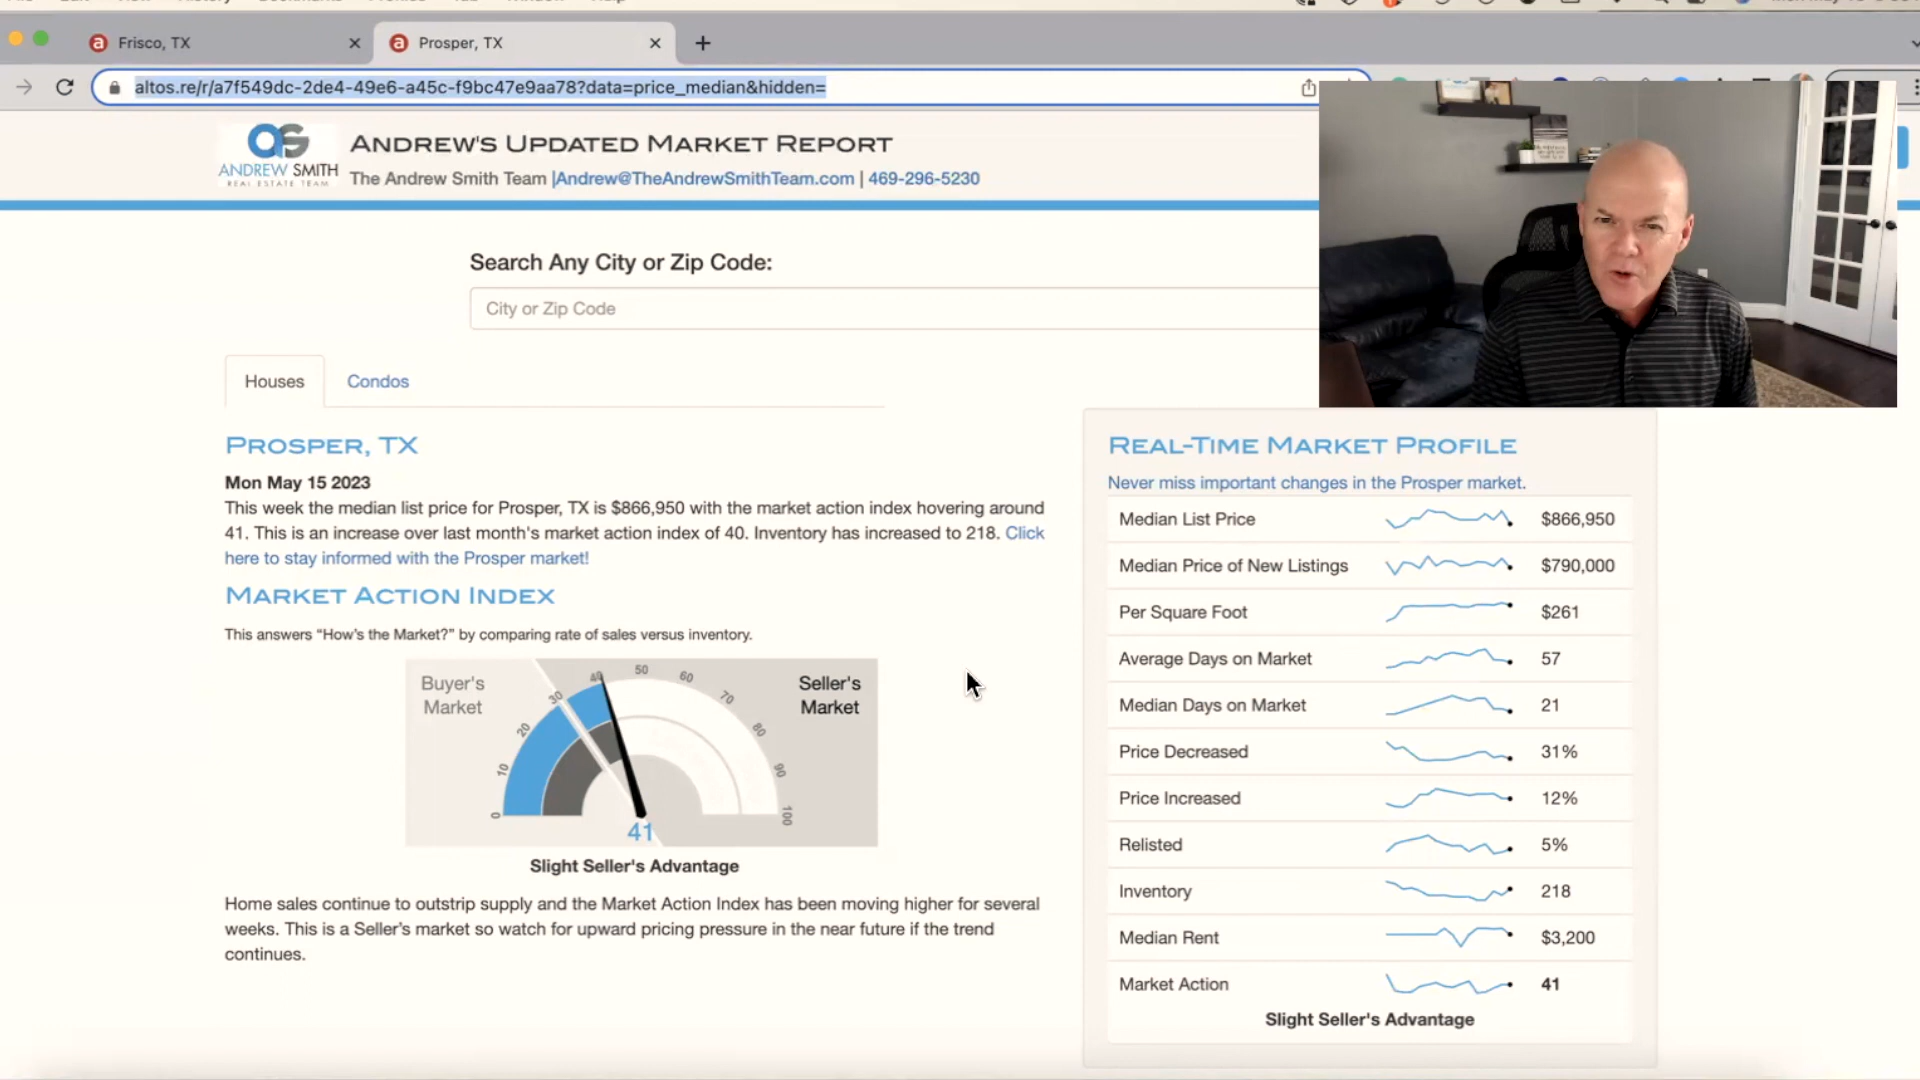 Frisco, TX
Prosper, TX
altos.re/r/a7f549dc-2de4-49e6-a45c-f9bc47e9aa78?data=price_median&hidden=
ANDREW SMITH
REAL ESTATE TEAM
ANDREW'S UPDATED MARKET REPORT
The Andrew Smith Team |Andrew@TheAndrewSmithTeam.com | 469-296-5230
Search Any City or Zip Code:
City or Zip Code
Houses
Condos
PROSPER, TX
Mon May 15 2023
This week the median list price for Prosper, TX is $866,950 with the market action index hovering around
41. This is an increase over last month's market action index of 40. Inventory has increased to 218. Click
here to stay informed with the Prosper market!
MARKET ACTION INDEX
This answers “How's the Market?” by comparing rate of sales versus inventory.
Buyer's
Market
Seller's
Market
0
10
20
30
40
50
60
70
80
90
100
41
Slight Seller's Advantage
Home sales continue to outstrip supply and the Market Action Index has been moving higher for several
weeks. This is a Seller's market so watch for upward pricing pressure in the near future if the trend
continues.
REAL-TIME MARKET PROFILE
Never miss important changes in the Prosper market.
Median List Price $866,950
Median Price of New Listings $790,000
Per Square Foot $261
Average Days on Market 57
Median Days on Market 21
Price Decreased 31%
Price Increased 12%
Relisted 5%
Inventory 218
Median Rent $3,200
Market Action 41
Slight Seller's Advantage